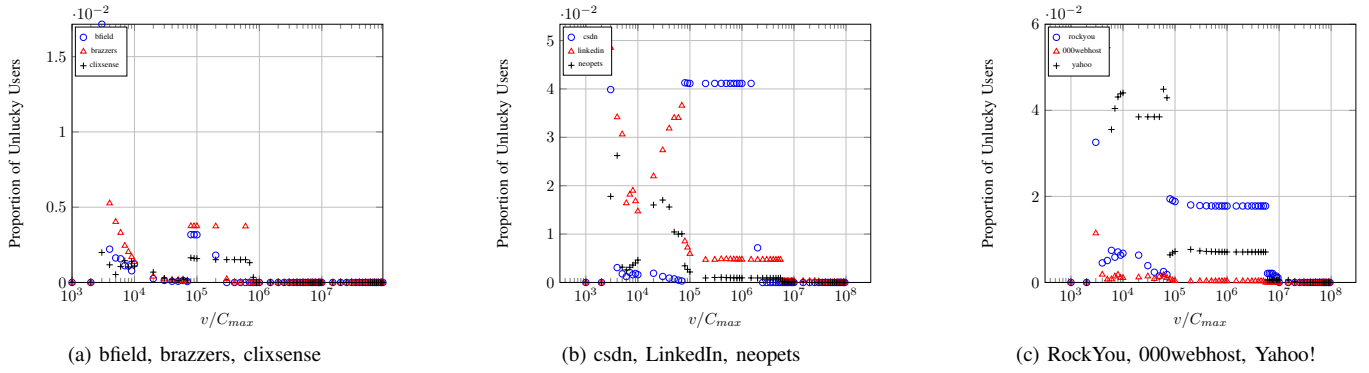 ·10⁻²
1.5
1
0.5
0
Proportion of Unlucky Users
bfield
brazzers
clixsense
10³ 10⁴ 10⁵ 10⁶ 10⁷
v/C_max
(a) bfield, brazzers, clixsense
·10⁻²
5
4
3
2
1
0
Proportion of Unlucky Users
csdn
linkedin
neopets
10³ 10⁴ 10⁵ 10⁶ 10⁷ 10⁸
v/C_max
(b) csdn, LinkedIn, neopets
·10⁻²
6
4
2
0
Proportion of Unlucky Users
rockyou
000webhost
yahoo
10³ 10⁴ 10⁵ 10⁶ 10⁷ 10⁸
v/C_max
(c) RockYou, 000webhost, Yahoo!